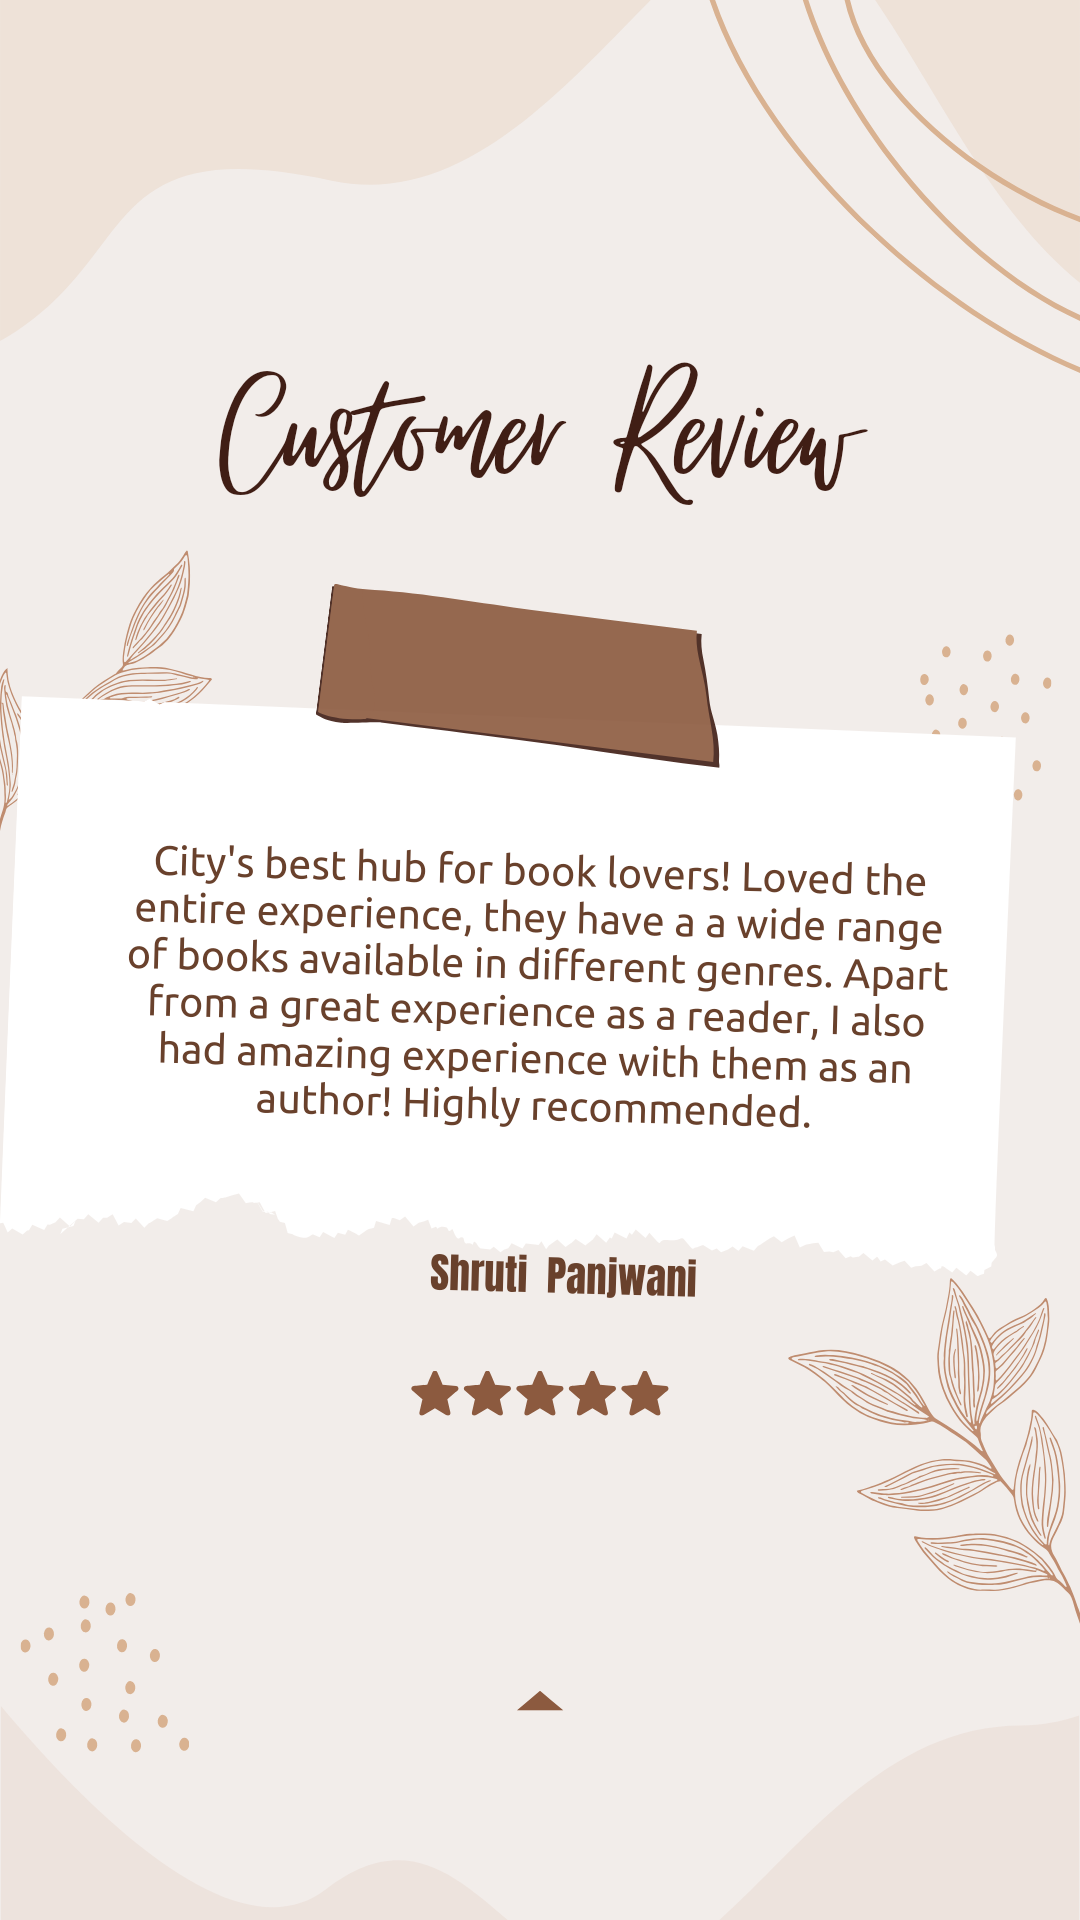 Customer Review
City's best hub for book lovers! Loved the
entire experience, they have a a wide range
of books available in different genres. Apart
from a great experience as a reader, I also
had amazing experience with them as an
author! Highly recommended.
Shruti Panjwani